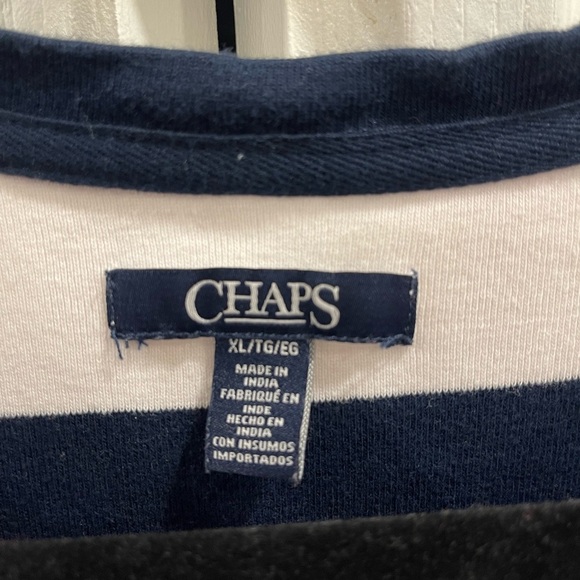 CHAPS
XL/TG/EG
MADE IN
INDIA
FABRIQUÉ EN
INDE
HECHO EN
INDIA
CON INSUMOS
IMPORTADOS